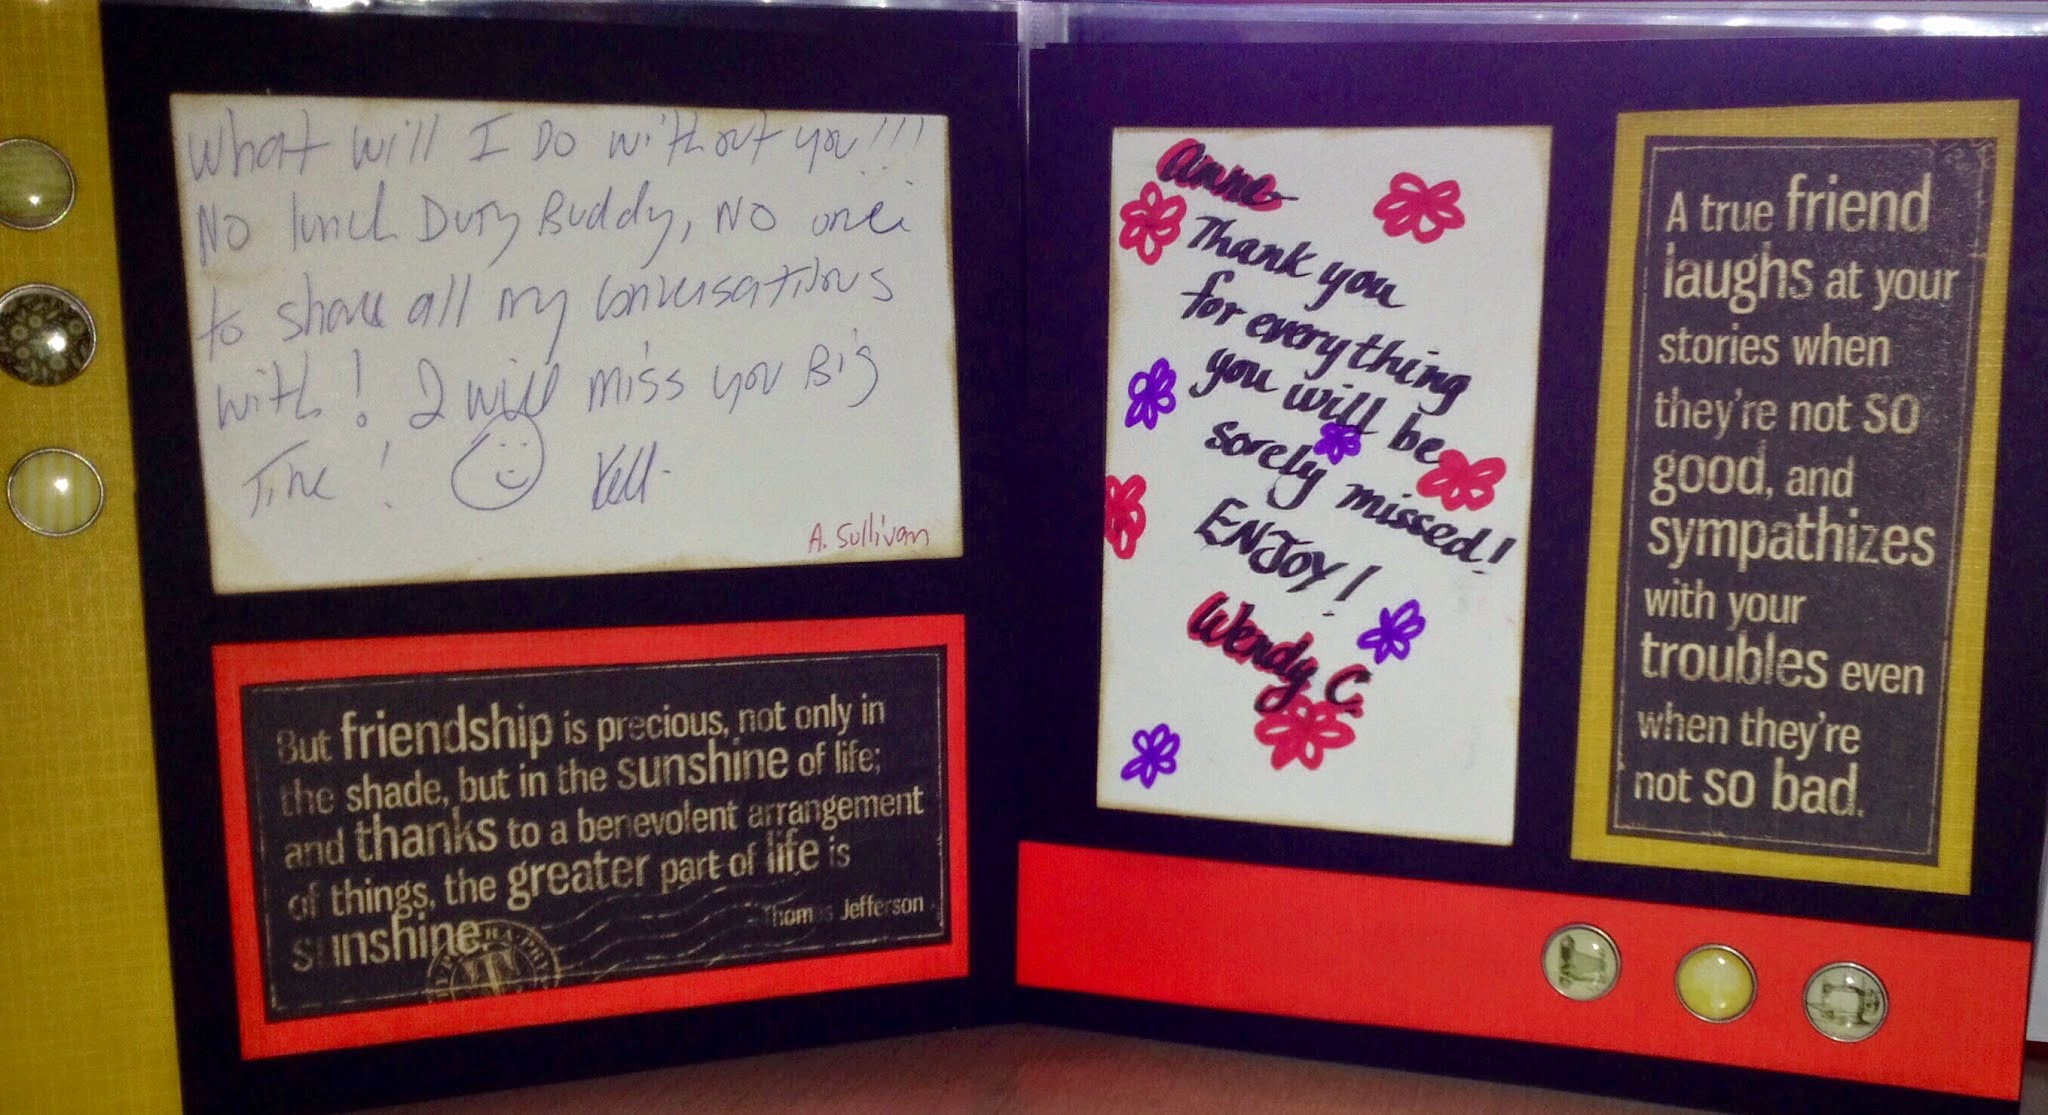 What will I Do without you!!!
No lunch Duty Buddy, No one
to share all my conversations
with! I will miss you Big
Time!
A. Sullivan
But friendship is precious, not only in
the shade, but in the sunshine of life;
and thanks to a benevolent arrangement
of things, the greater part of life is
sunshine.
- Thomas Jefferson
Anne
Thank you
for everything
you will be
sorely missed!
ENJOY!
Wendy C.
A true friend
laughs at your
stories when
they're not SO
good, and
sympathizes
with your
troubles even
when they're
not so bad.